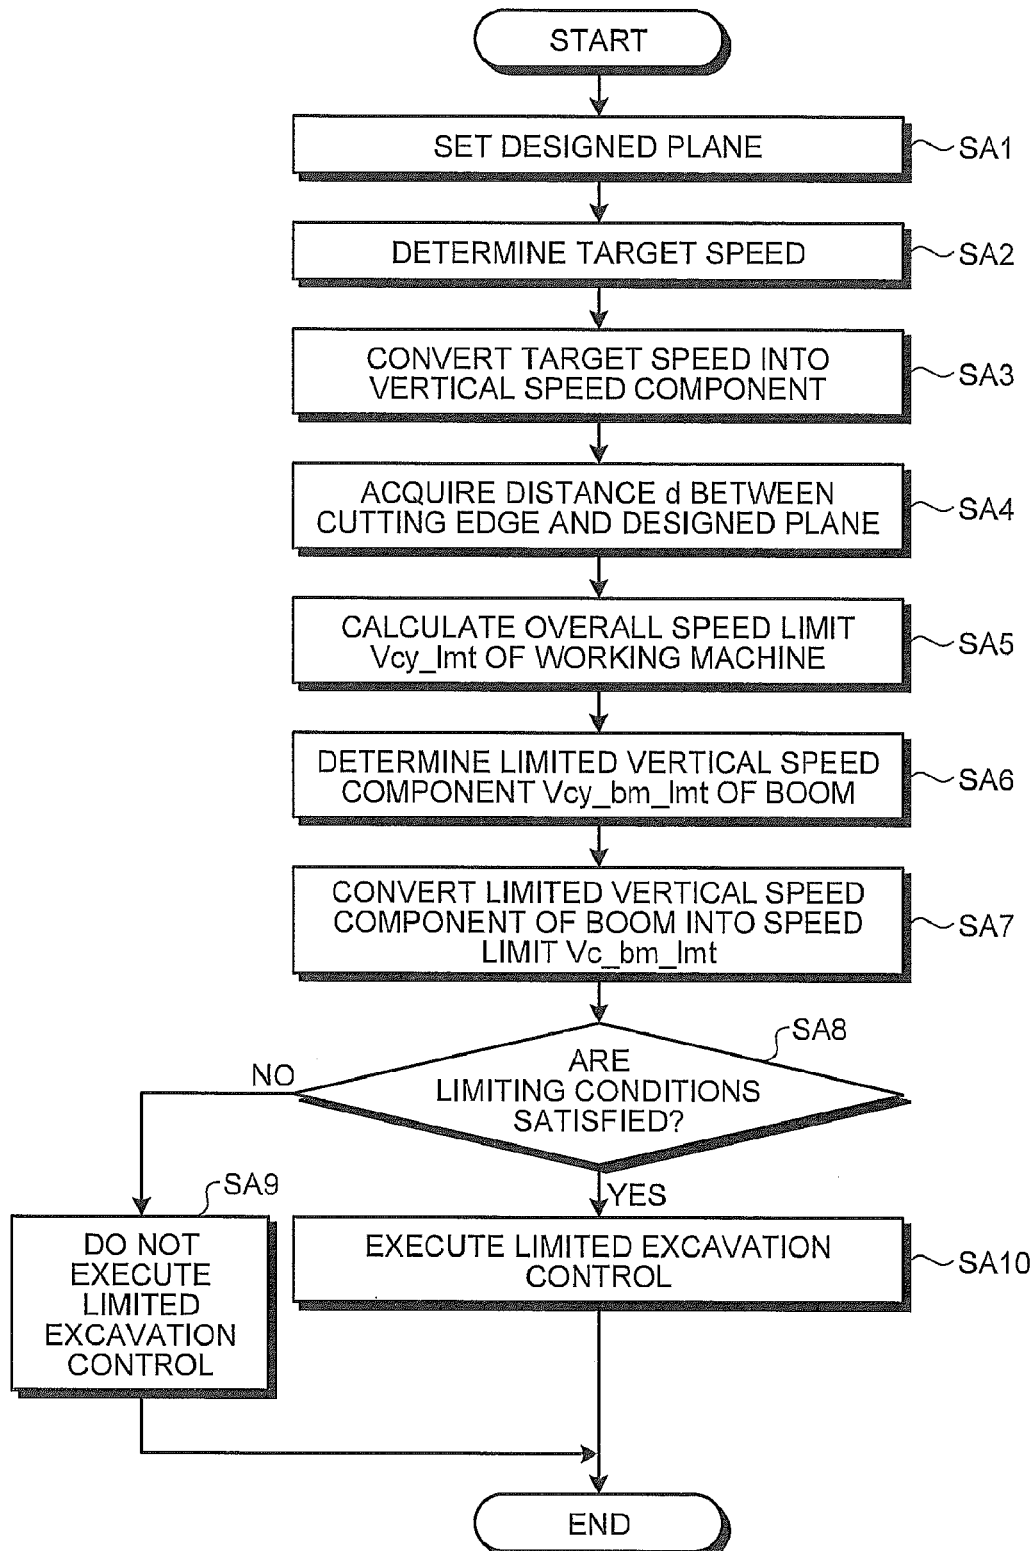 START
SET DESIGNED PLANE
SA1
DETERMINE TARGET SPEED
SA2
CONVERT TARGET SPEED INTO
VERTICAL SPEED COMPONENT
SA3
ACQUIRE DISTANCE d BETWEEN
CUTTING EDGE AND DESIGNED PLANE
SA4
CALCULATE OVERALL SPEED LIMIT
Vcy_lmt OF WORKING MACHINE
SA5
DETERMINE LIMITED VERTICAL SPEED
COMPONENT Vcy_bm_lmt OF BOOM
SA6
CONVERT LIMITED VERTICAL SPEED
COMPONENT OF BOOM INTO SPEED
LIMIT Vc_bm_lmt
SA7
SA8
ARE
LIMITING CONDITIONS
SATISFIED?
NO
YES
SA9
DO NOT
EXECUTE
LIMITED
EXCAVATION
CONTROL
EXECUTE LIMITED EXCAVATION
CONTROL
SA10
END